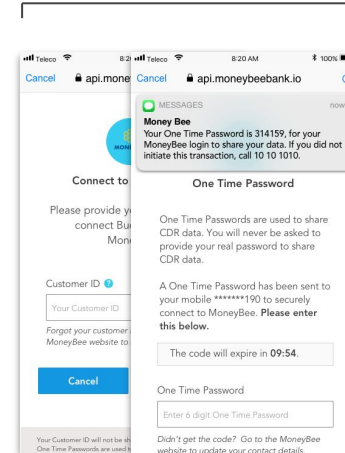 Teleco
8:20
Cancel
api.mone
MON
Connect to
Please provide y
connect Bu
Mon
Customer ID
Your Customer ID
Forgot your customer
MoneyBee website to
Cancel
Your Customer ID will not be sh
One Time Passwords are used t
Teleco
8:20 AM
100%
Cancel
api.moneybeebank.io
MESSAGES
now
Money Bee
Your One Time Password is 314159, for your
MoneyBee login to share your data. If you did not
initiate this transaction, call 10 10 1010.
One Time Password
One Time Passwords are used to share
CDR data. You will never be asked to
provide your real password to share
CDR data.
A One Time Password has been sent to
your mobile *******190 to securely
connect to MoneyBee. Please enter
this below.
The code will expire in 09:54.
One Time Password
Enter 6 digit One Time Password
Didn't get the code? Go to the MoneyBee
website to update your contact details.